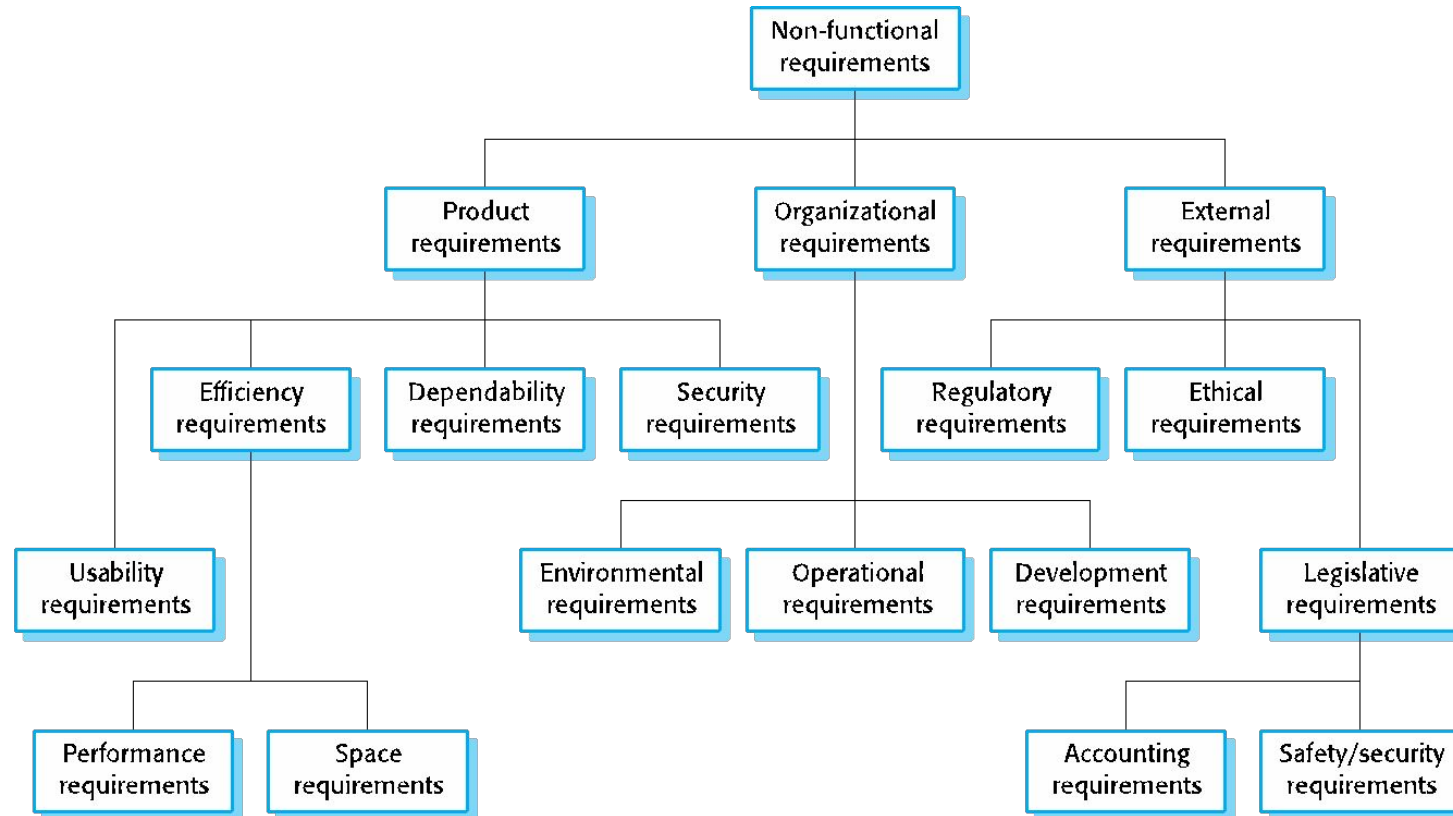 Non-functional
requirements
Product
requirements
Organizational
requirements
External
requirements
Efficiency
requirements
Dependability
requirements
Security
requirements
Regulatory
requirements
Ethical
requirements
Usability
requirements
Environmental
requirements
Operational
requirements
Development
requirements
Legislative
requirements
Performance
requirements
Space
requirements
Accounting
requirements
Safety/security
requirements